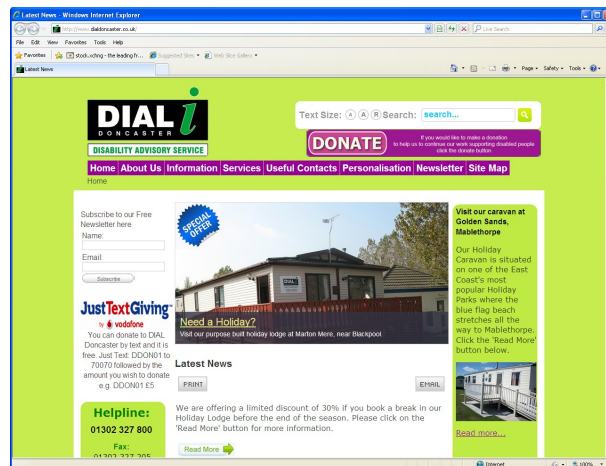 Latest News - Windows Internet Explorer
http://www.dialdoncaster.co.uk/
Live Search
File Edit View Favorites Tools Help
Favorites stock.xchng - the leading fr... Suggested Sites Web Slice Gallery
Latest News
Page Safety Tools
DIAL i
DONCASTER
DISABILITY ADVISORY SERVICE
Text Size: A A R Search: search...
DONATE
If you would like to make a donation
to help us to continue our work supporting disabled people
click the donate button
Home About Us Information Services Useful Contacts Personalisation Newsletter Site Map
Home
Subscribe to our Free
Newsletter here
Name:
Email:
Subscribe
JustTextGiving
by vodafone
You can donate to DIAL
Doncaster by text and it is
free. Just Text: DDON01 to
70070 followed by the
amount you wish to donate
e.g. DDON01 £5
Helpline:
01302 327 800
Fax:
01302 327 205
SPECIAL
OFFER
DIAL
Need a Holiday?
Visit our purpose built holiday lodge at Marton Mere, near Blackpool
Latest News
PRINT EMAIL
We are offering a limited discount of 30% if you book a break in our
Holiday Lodge before the end of the season. Please click on the
'Read More' button for more information.
Read More
Visit our caravan at
Golden Sands,
Mablethorpe
Our Holiday
Caravan is situated
on one of the East
Coast's most
popular Holiday
Parks where the
blue flag beach
stretches all the
way to Mablethorpe.
Click the 'Read More'
button below.
Read more...
Internet 100%